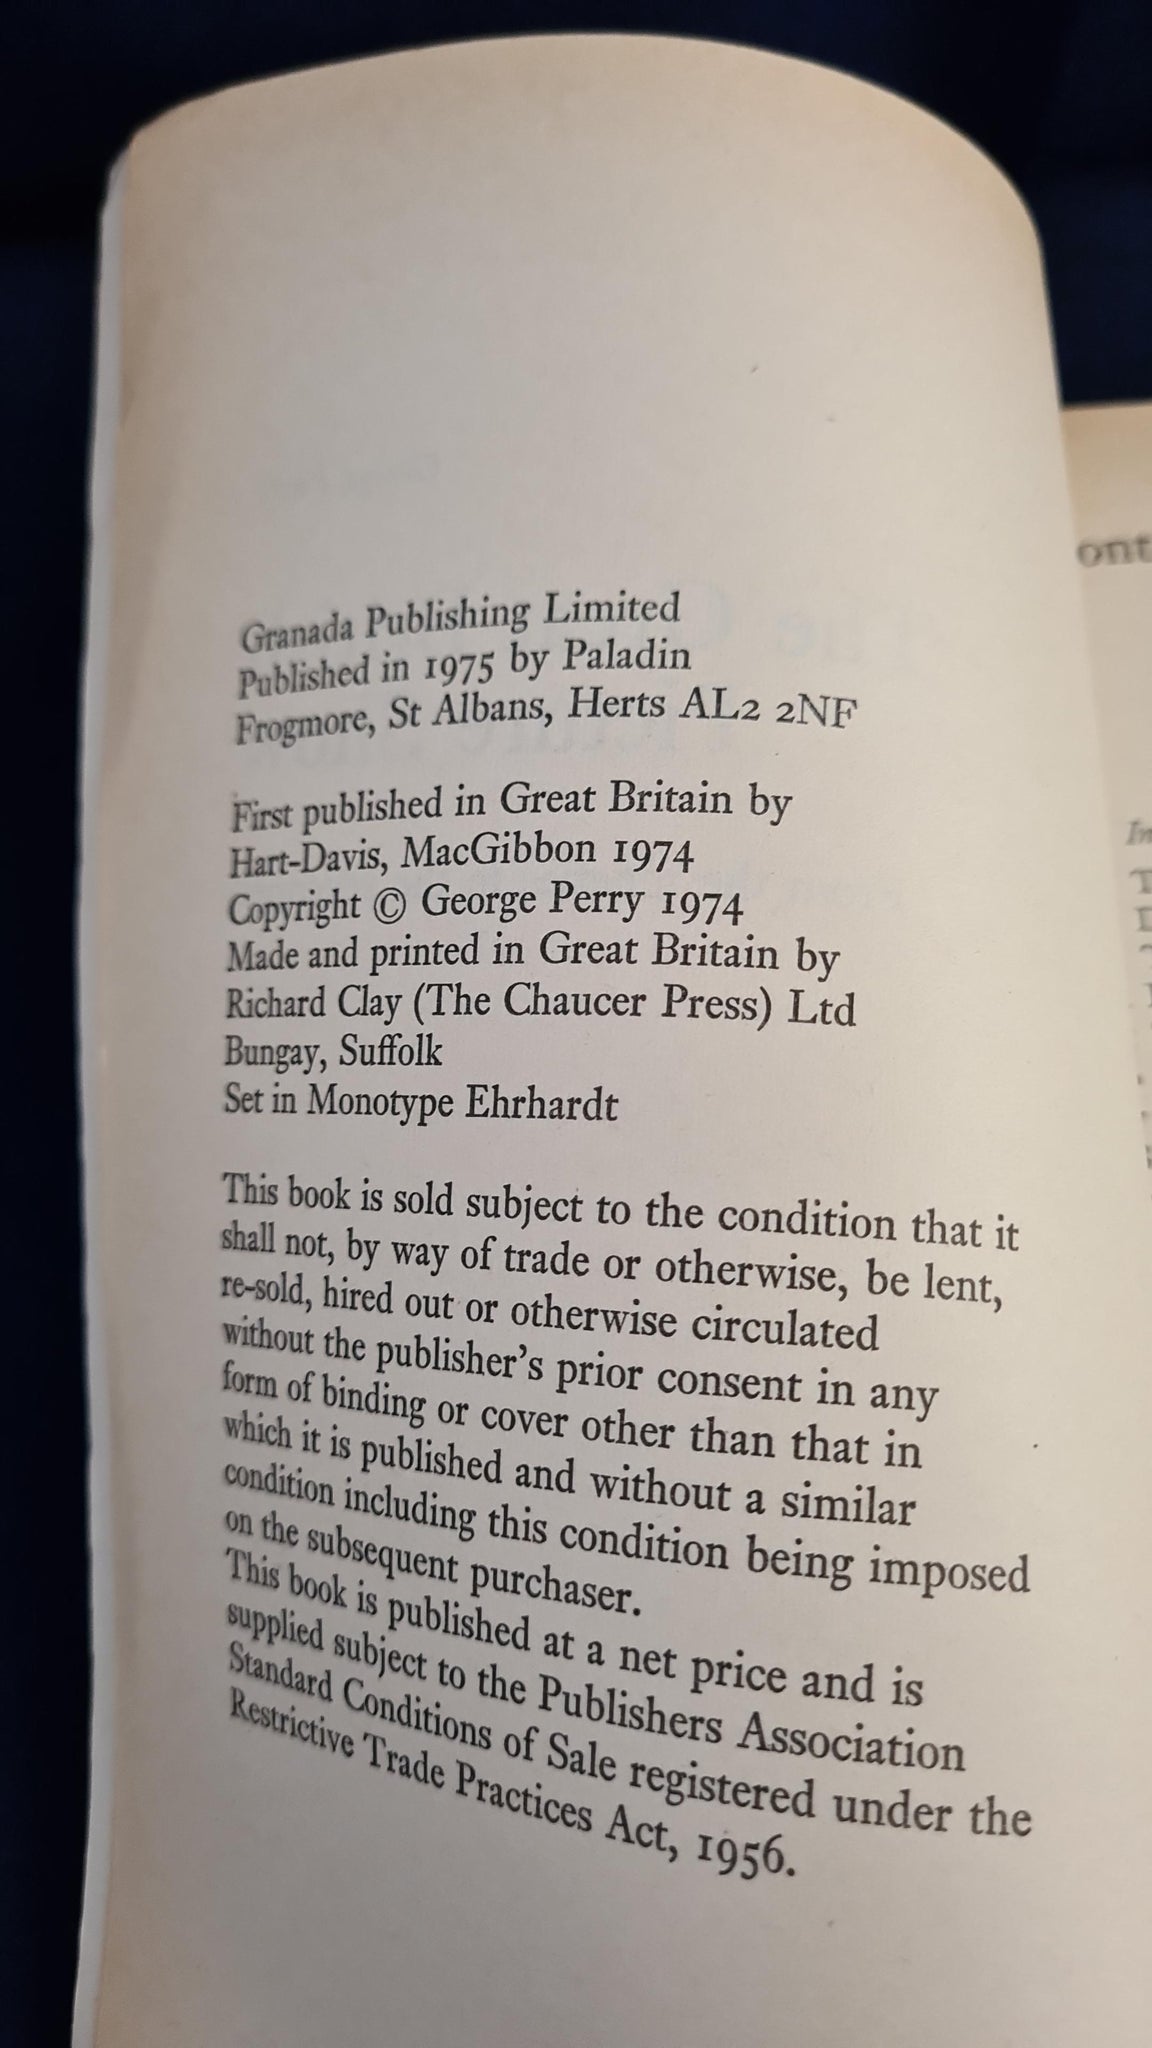 Granada Publishing Limited
Published in 1975 by Paladin
Frogmore, St Albans, Herts AL2 2NF
First published in Great Britain by
Hart-Davis, MacGibbon 1974
Copyright © George Perry 1974
Made and printed in Great Britain by
Richard Clay (The Chaucer Press) Ltd
Bungay, Suffolk
Set in Monotype Ehrhardt
This book is sold subject to the condition that it
shall not, by way of trade or otherwise, be lent,
re-sold, hired out or otherwise circulated
without the publisher's prior consent in any
form of binding or cover other than that in
which it is published and without a similar
condition including this condition being imposed
on the subsequent purchaser.
This book is published at a net price and is
supplied subject to the Publishers Association
Standard Conditions of Sale registered under the
Restrictive Trade Practices Act, 1956.